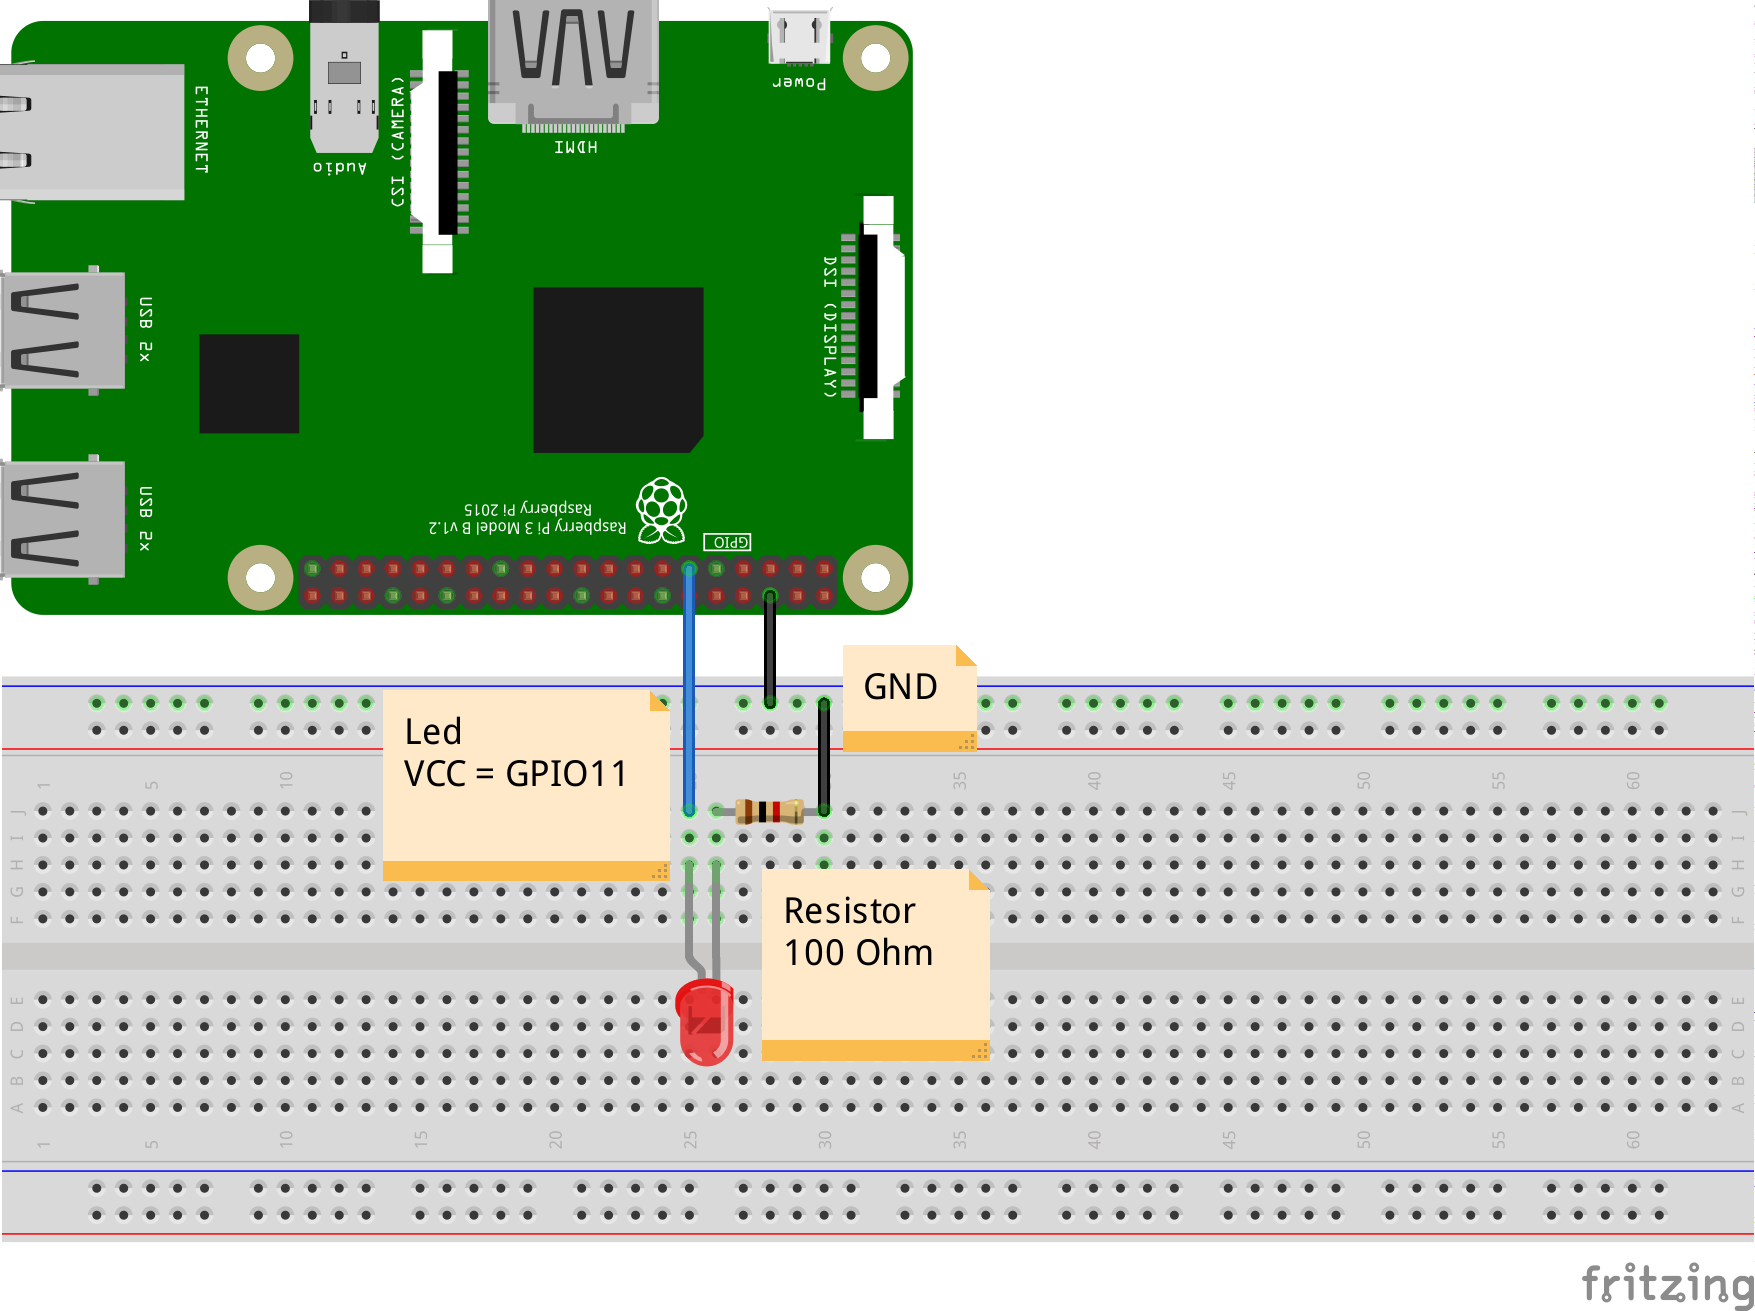 ETHERNET
Audio
CSI (CAMERA)
HDMI
Power
DSI (DISPLAY)
USB 2x
USB 2x
Raspberry Pi 3 Model B v1.2
Raspberry Pi 2015
GPIO
GND
Led
VCC = GPIO11
1 5 10 35 40 45 50 55 60
J J
I I
H H
G G
F F
Resistor
100 Ohm
E E
D D
C C
B B
A A
1 5 10 15 20 25 30 35 40 45 50 55 60
fritzing